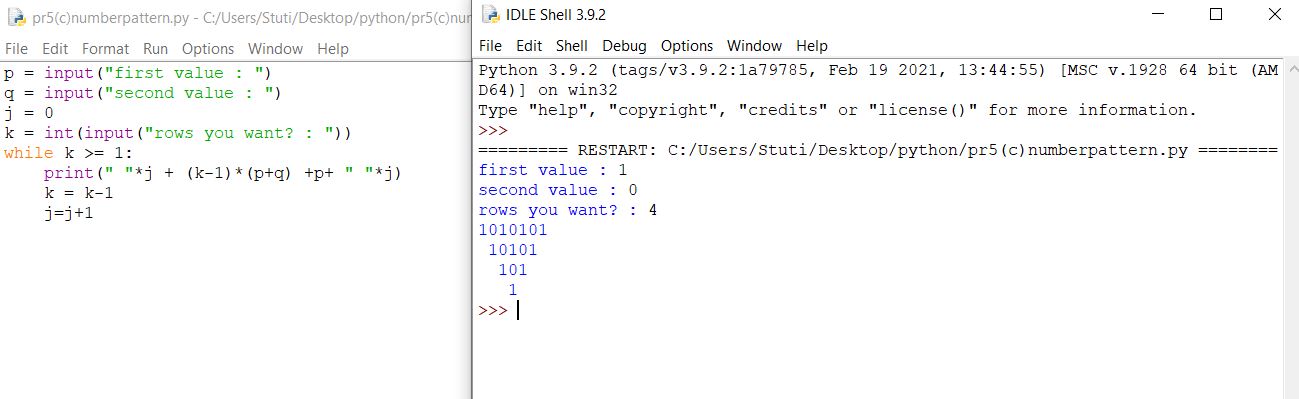 pr5(c)numberpattern.py - C:/Users/Stuti/Desktop/python/pr5(c)num
File Edit Format Run Options Window Help
p = input("first value : ")
q = input("second value : ")
j = 0
k = int(input("rows you want? : "))
while k >= 1:
    print(" "*j + (k-1)*(p+q) +p+ " "*j)
    k = k-1
    j=j+1
IDLE Shell 3.9.2
File Edit Shell Debug Options Window Help
Python 3.9.2 (tags/v3.9.2:1a79785, Feb 19 2021, 13:44:55) [MSC v.1928 64 bit (AM
D64)] on win32
Type "help", "copyright", "credits" or "license()" for more information.
>>>
========= RESTART: C:/Users/Stuti/Desktop/python/pr5(c)numberpattern.py ========
first value : 1
second value : 0
rows you want? : 4
1010101
 10101
  101
   1
>>>